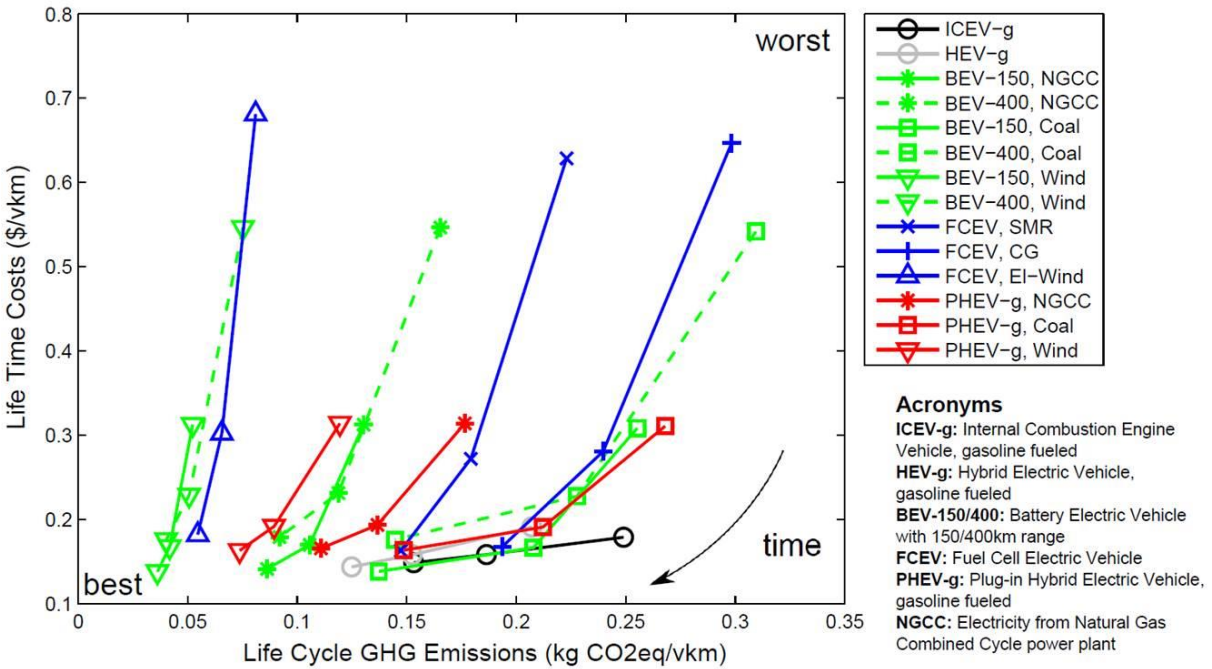 0.8
0.7
0.6
0.5
0.4
0.3
0.2
0.1
Life Time Costs ($/vkm)
worst
best
time
0
0.05
0.1
0.15
0.2
0.25
0.3
0.35
Life Cycle GHG Emissions (kg CO2eq/vkm)
ICEV-g
HEV-g
BEV-150, NGCC
BEV-400, NGCC
BEV-150, Coal
BEV-400, Coal
BEV-150, Wind
BEV-400, Wind
FCEV, SMR
FCEV, CG
FCEV, El-Wind
PHEV-g, NGCC
PHEV-g, Coal
PHEV-g, Wind
Acronyms
ICEV-g: Internal Combustion Engine
Vehicle, gasoline fueled
HEV-g: Hybrid Electric Vehicle,
gasoline fueled
BEV-150/400: Battery Electric Vehicle
with 150/400km range
FCEV: Fuel Cell Electric Vehicle
PHEV-g: Plug-in Hybrid Electric Vehicle,
gasoline fueled
NGCC: Electricity from Natural Gas
Combined Cycle power plant